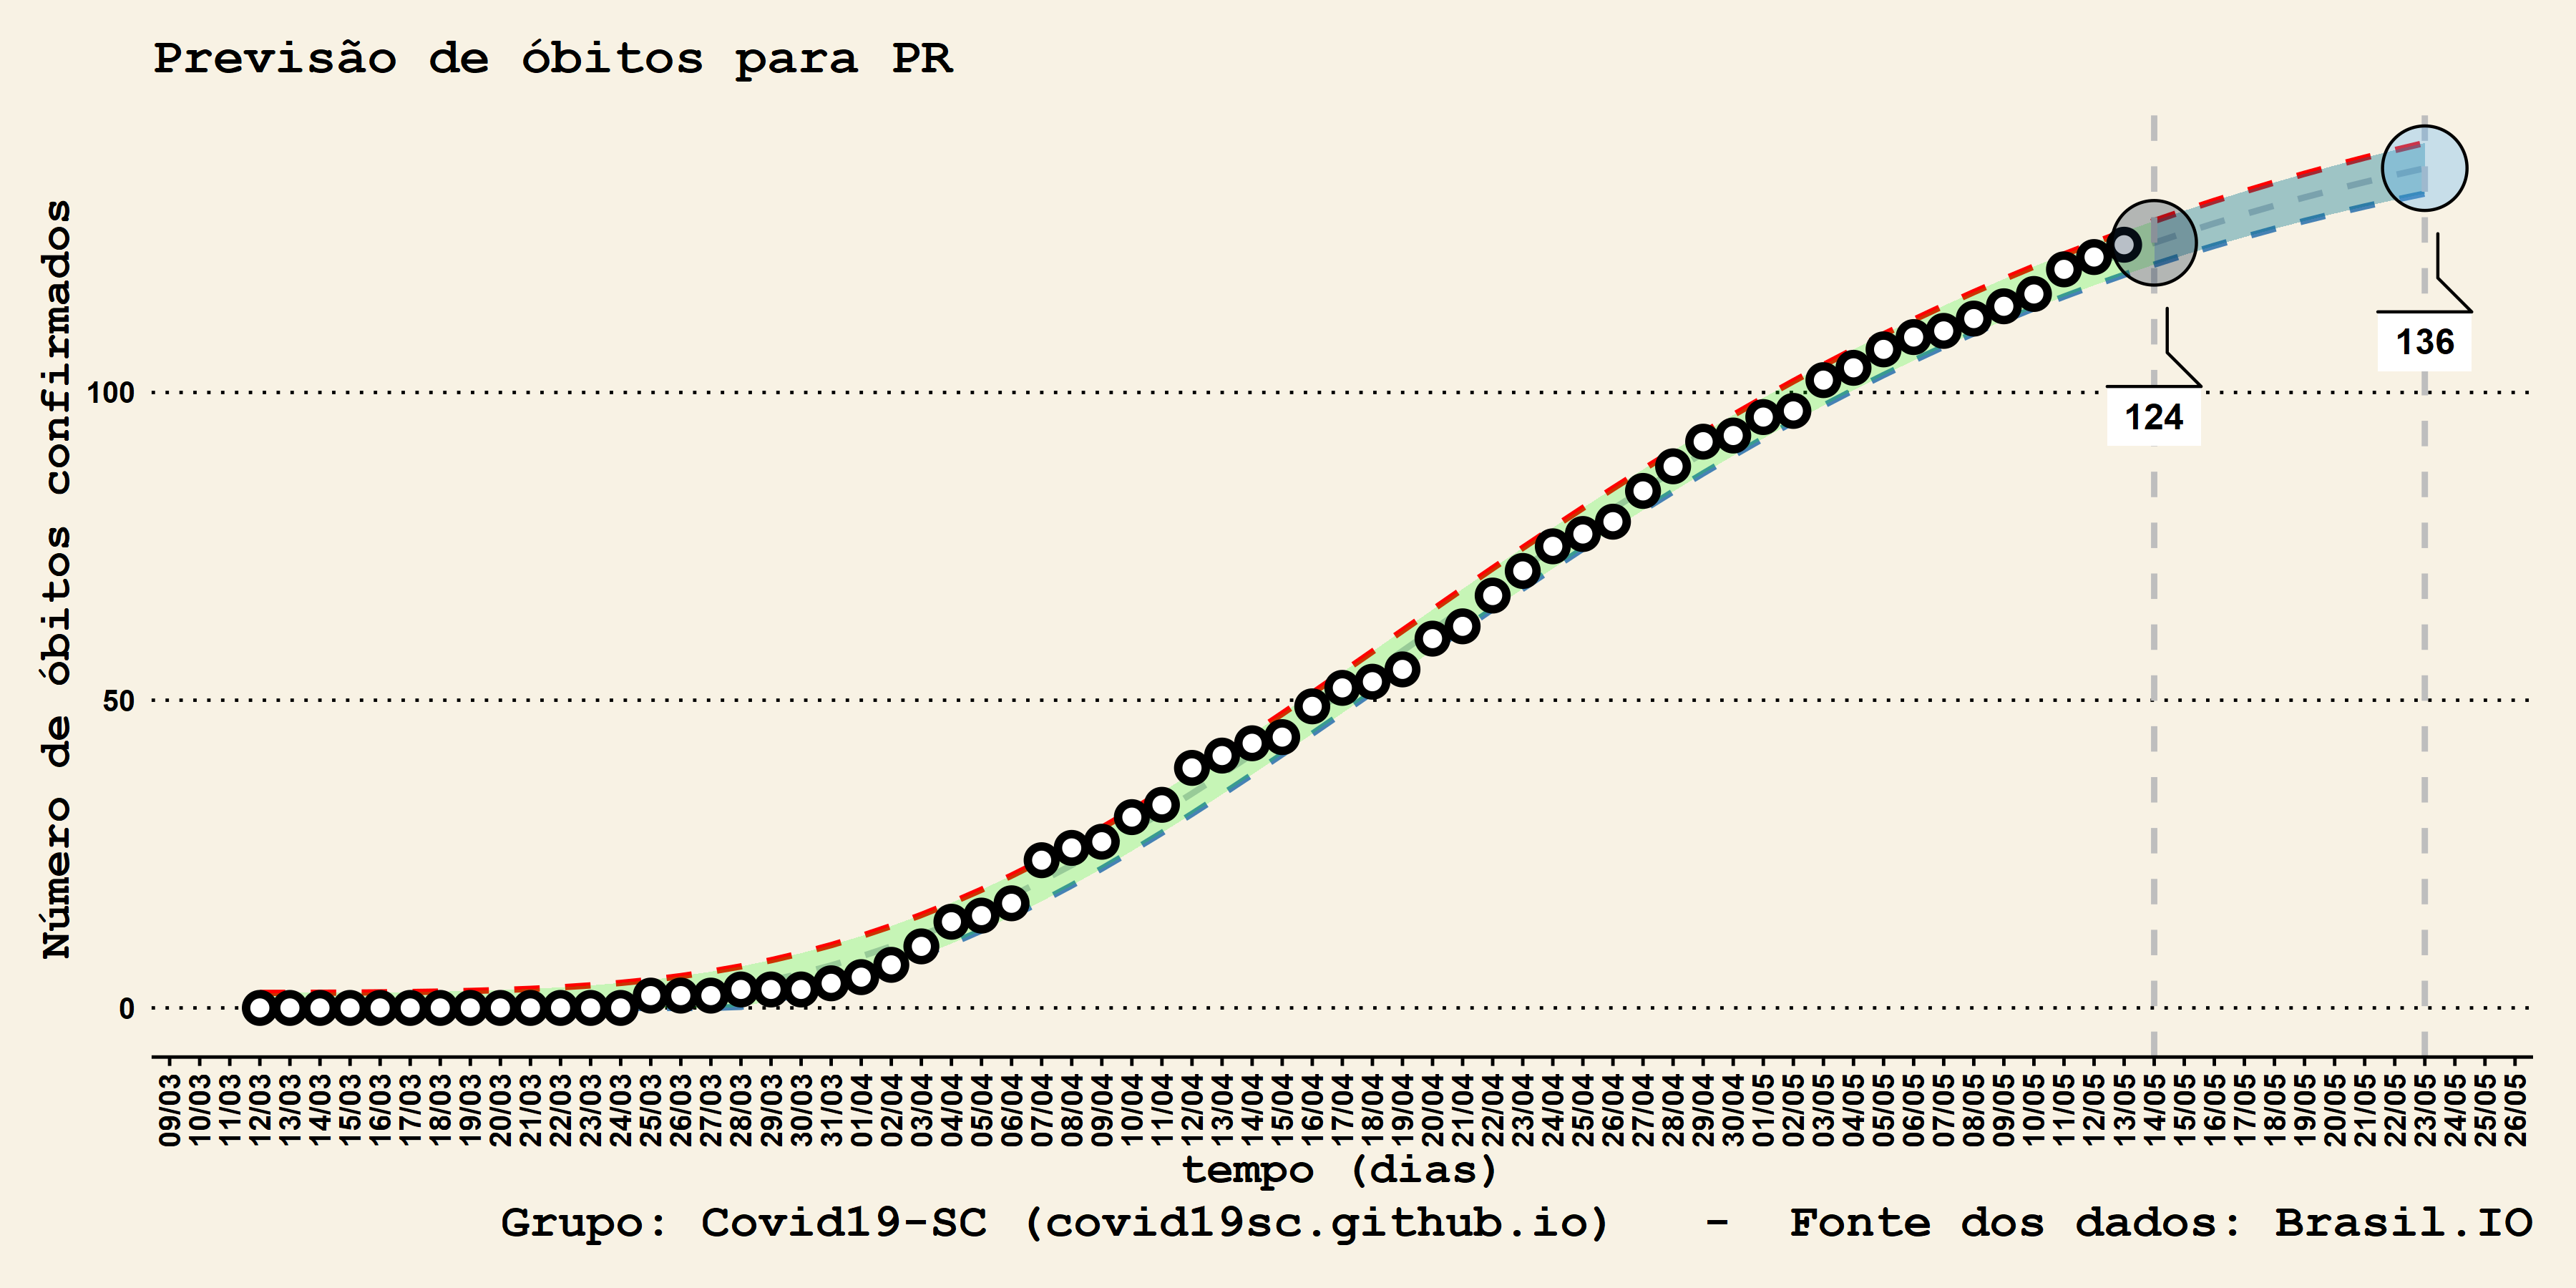 Previsão de óbitos para PR
Número de óbitos confirmados
136
100
124
50
0
09/03 10/03 11/03 12/03 13/03 14/03 15/03 16/03 17/03 18/03 19/03 20/03 21/03 22/03 23/03 24/03 25/03 26/03 27/03 28/03 29/03 30/03 31/03 01/04 02/04 03/04 04/04 05/04 06/04 07/04 08/04 09/04 10/04 11/04 12/04 13/04 14/04 15/04 16/04 17/04 18/04 19/04 20/04 21/04 22/04 23/04 24/04 25/04 26/04 27/04 28/04 29/04 30/04 01/05 02/05 03/05 04/05 05/05 06/05 07/05 08/05 09/05 10/05 11/05 12/05 13/05 14/05 15/05 16/05 17/05 18/05 19/05 20/05 21/05 22/05 23/05 24/05 25/05 26/05
tempo (dias)
Grupo: Covid19-SC (covid19sc.github.io) - Fonte dos dados: Brasil.IO